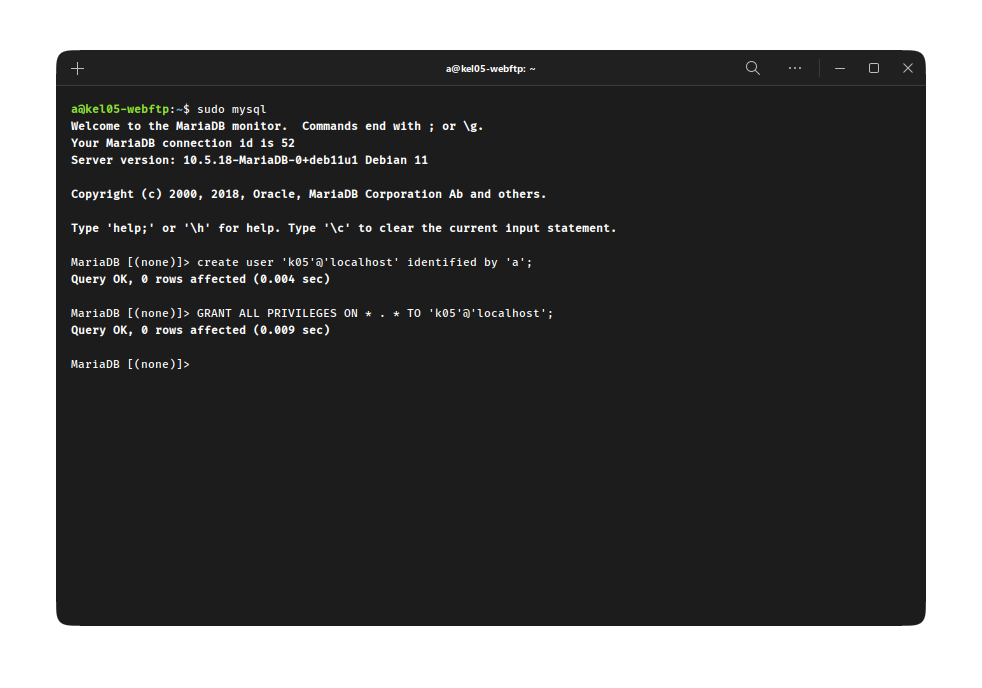 a@kel05-webftp: ~
a@kel05-webftp:~$ sudo mysql
Welcome to the MariaDB monitor.  Commands end with ; or \g.
Your MariaDB connection id is 52
Server version: 10.5.18-MariaDB-0+deb11u1 Debian 11
Copyright (c) 2000, 2018, Oracle, MariaDB Corporation Ab and others.
Type 'help;' or '\h' for help. Type '\c' to clear the current input statement.
MariaDB [(none)]> create user 'k05'@'localhost' identified by 'a';
Query OK, 0 rows affected (0.004 sec)
MariaDB [(none)]> GRANT ALL PRIVILEGES ON * . * TO 'k05'@'localhost';
Query OK, 0 rows affected (0.009 sec)
MariaDB [(none)]>